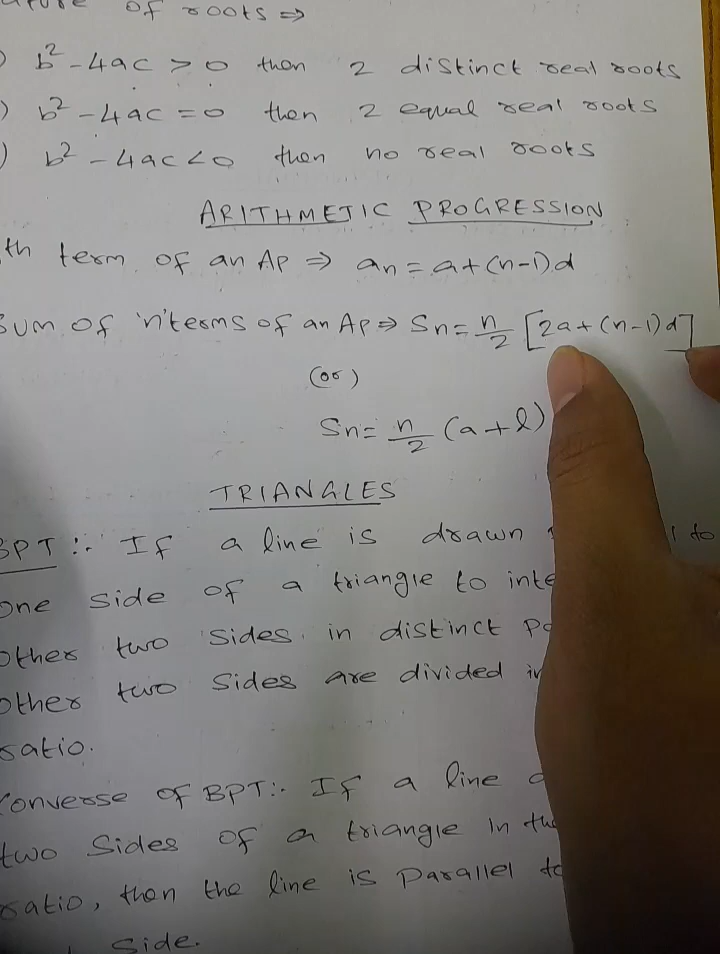 of roots ⇒
) b² - 4ac > 0 then 2 distinct real roots
) b² - 4ac = 0 then 2 equal real roots
) b² - 4ac < 0 then no real roots
ARITHMETIC PROGRESSION
th term of an AP ⇒ an = a + (n-1)d
Sum of 'n' terms of an AP ⇒ Sn = n/2 [2a + (n-1)d]
(or)
Sn = n/2 (a + l)
TRIANGLES
BPT :- If a line is drawn to
one side of a triangle to inte
other two sides in distinct po
other two sides are divided in
ratio.
Converse of BPT:- If a line
two sides of a triangle in the
ratio, then the line is Parallel to
side.